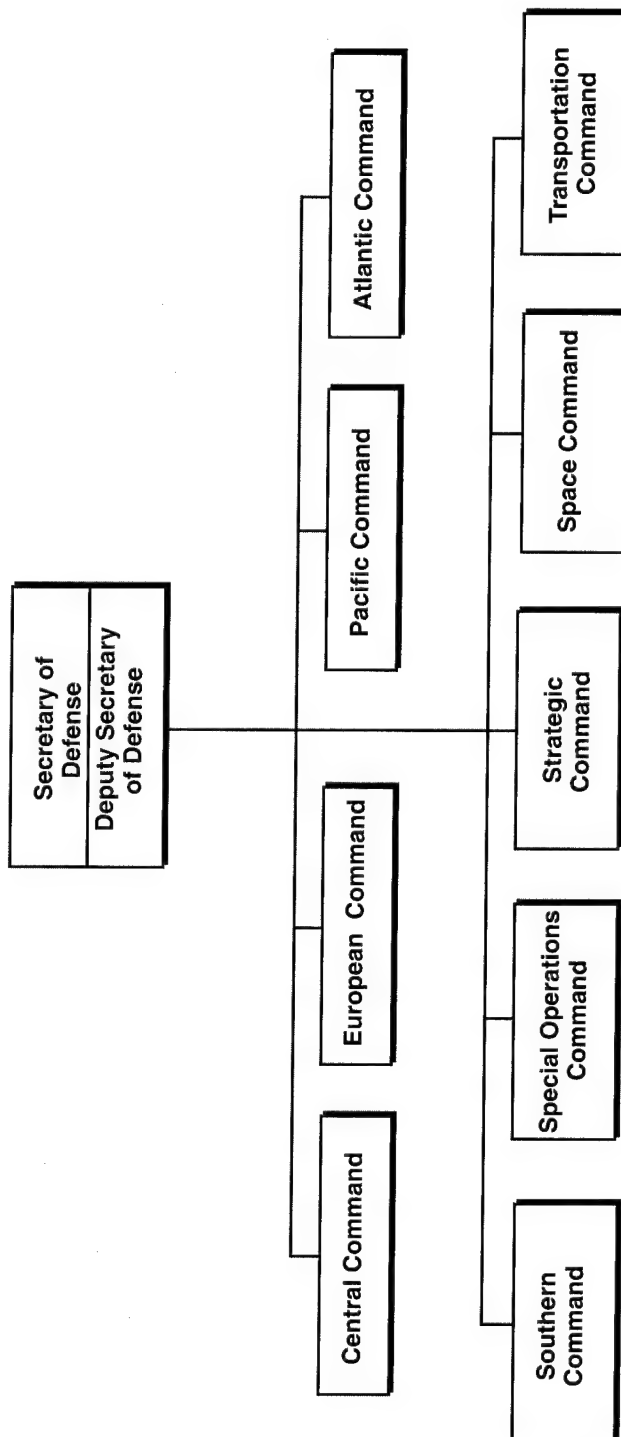 Secretary of
Defense
Deputy Secretary
of Defense
Central Command
European Command
Pacific Command
Atlantic Command
Southern
Command
Special Operations
Command
Strategic
Command
Space Command
Transportation
Command